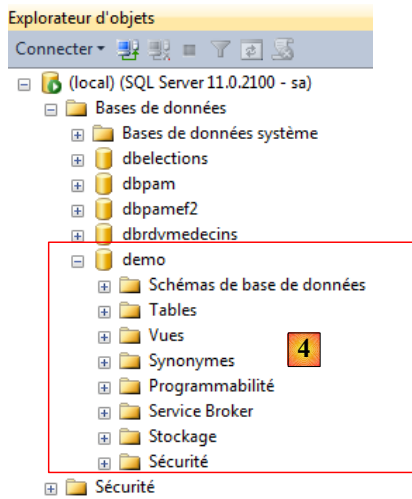 Explorateur d'objets
Connecter
(local) (SQL Server 11.0.2100 - sa)
Bases de données
Bases de données système
dbelections
dbpam
dbpamef2
dbrdvmedecins
demo
Schémas de base de données
Tables
Vues
4
Synonymes
Programmabilité
Service Broker
Stockage
Sécurité
Sécurité